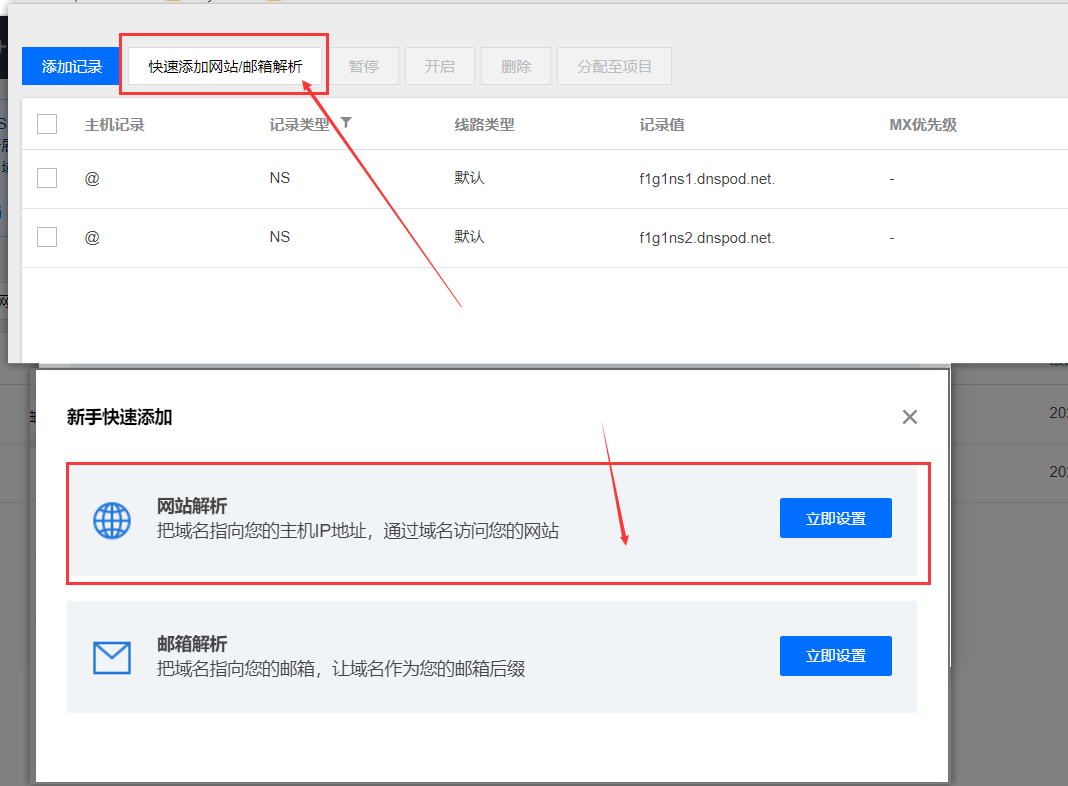 添加记录 快速添加网站/邮箱解析 暂停 开启 删除 分配至项目
主机记录 记录类型 线路类型 记录值 MX优先级
@ NS 默认 f1g1ns1.dnspod.net. -
@ NS 默认 f1g1ns2.dnspod.net. -
新手快速添加
网站解析
把域名指向您的主机IP地址，通过域名访问您的网站
立即设置
邮箱解析
把域名指向您的邮箱，让域名作为您的邮箱后缀
立即设置